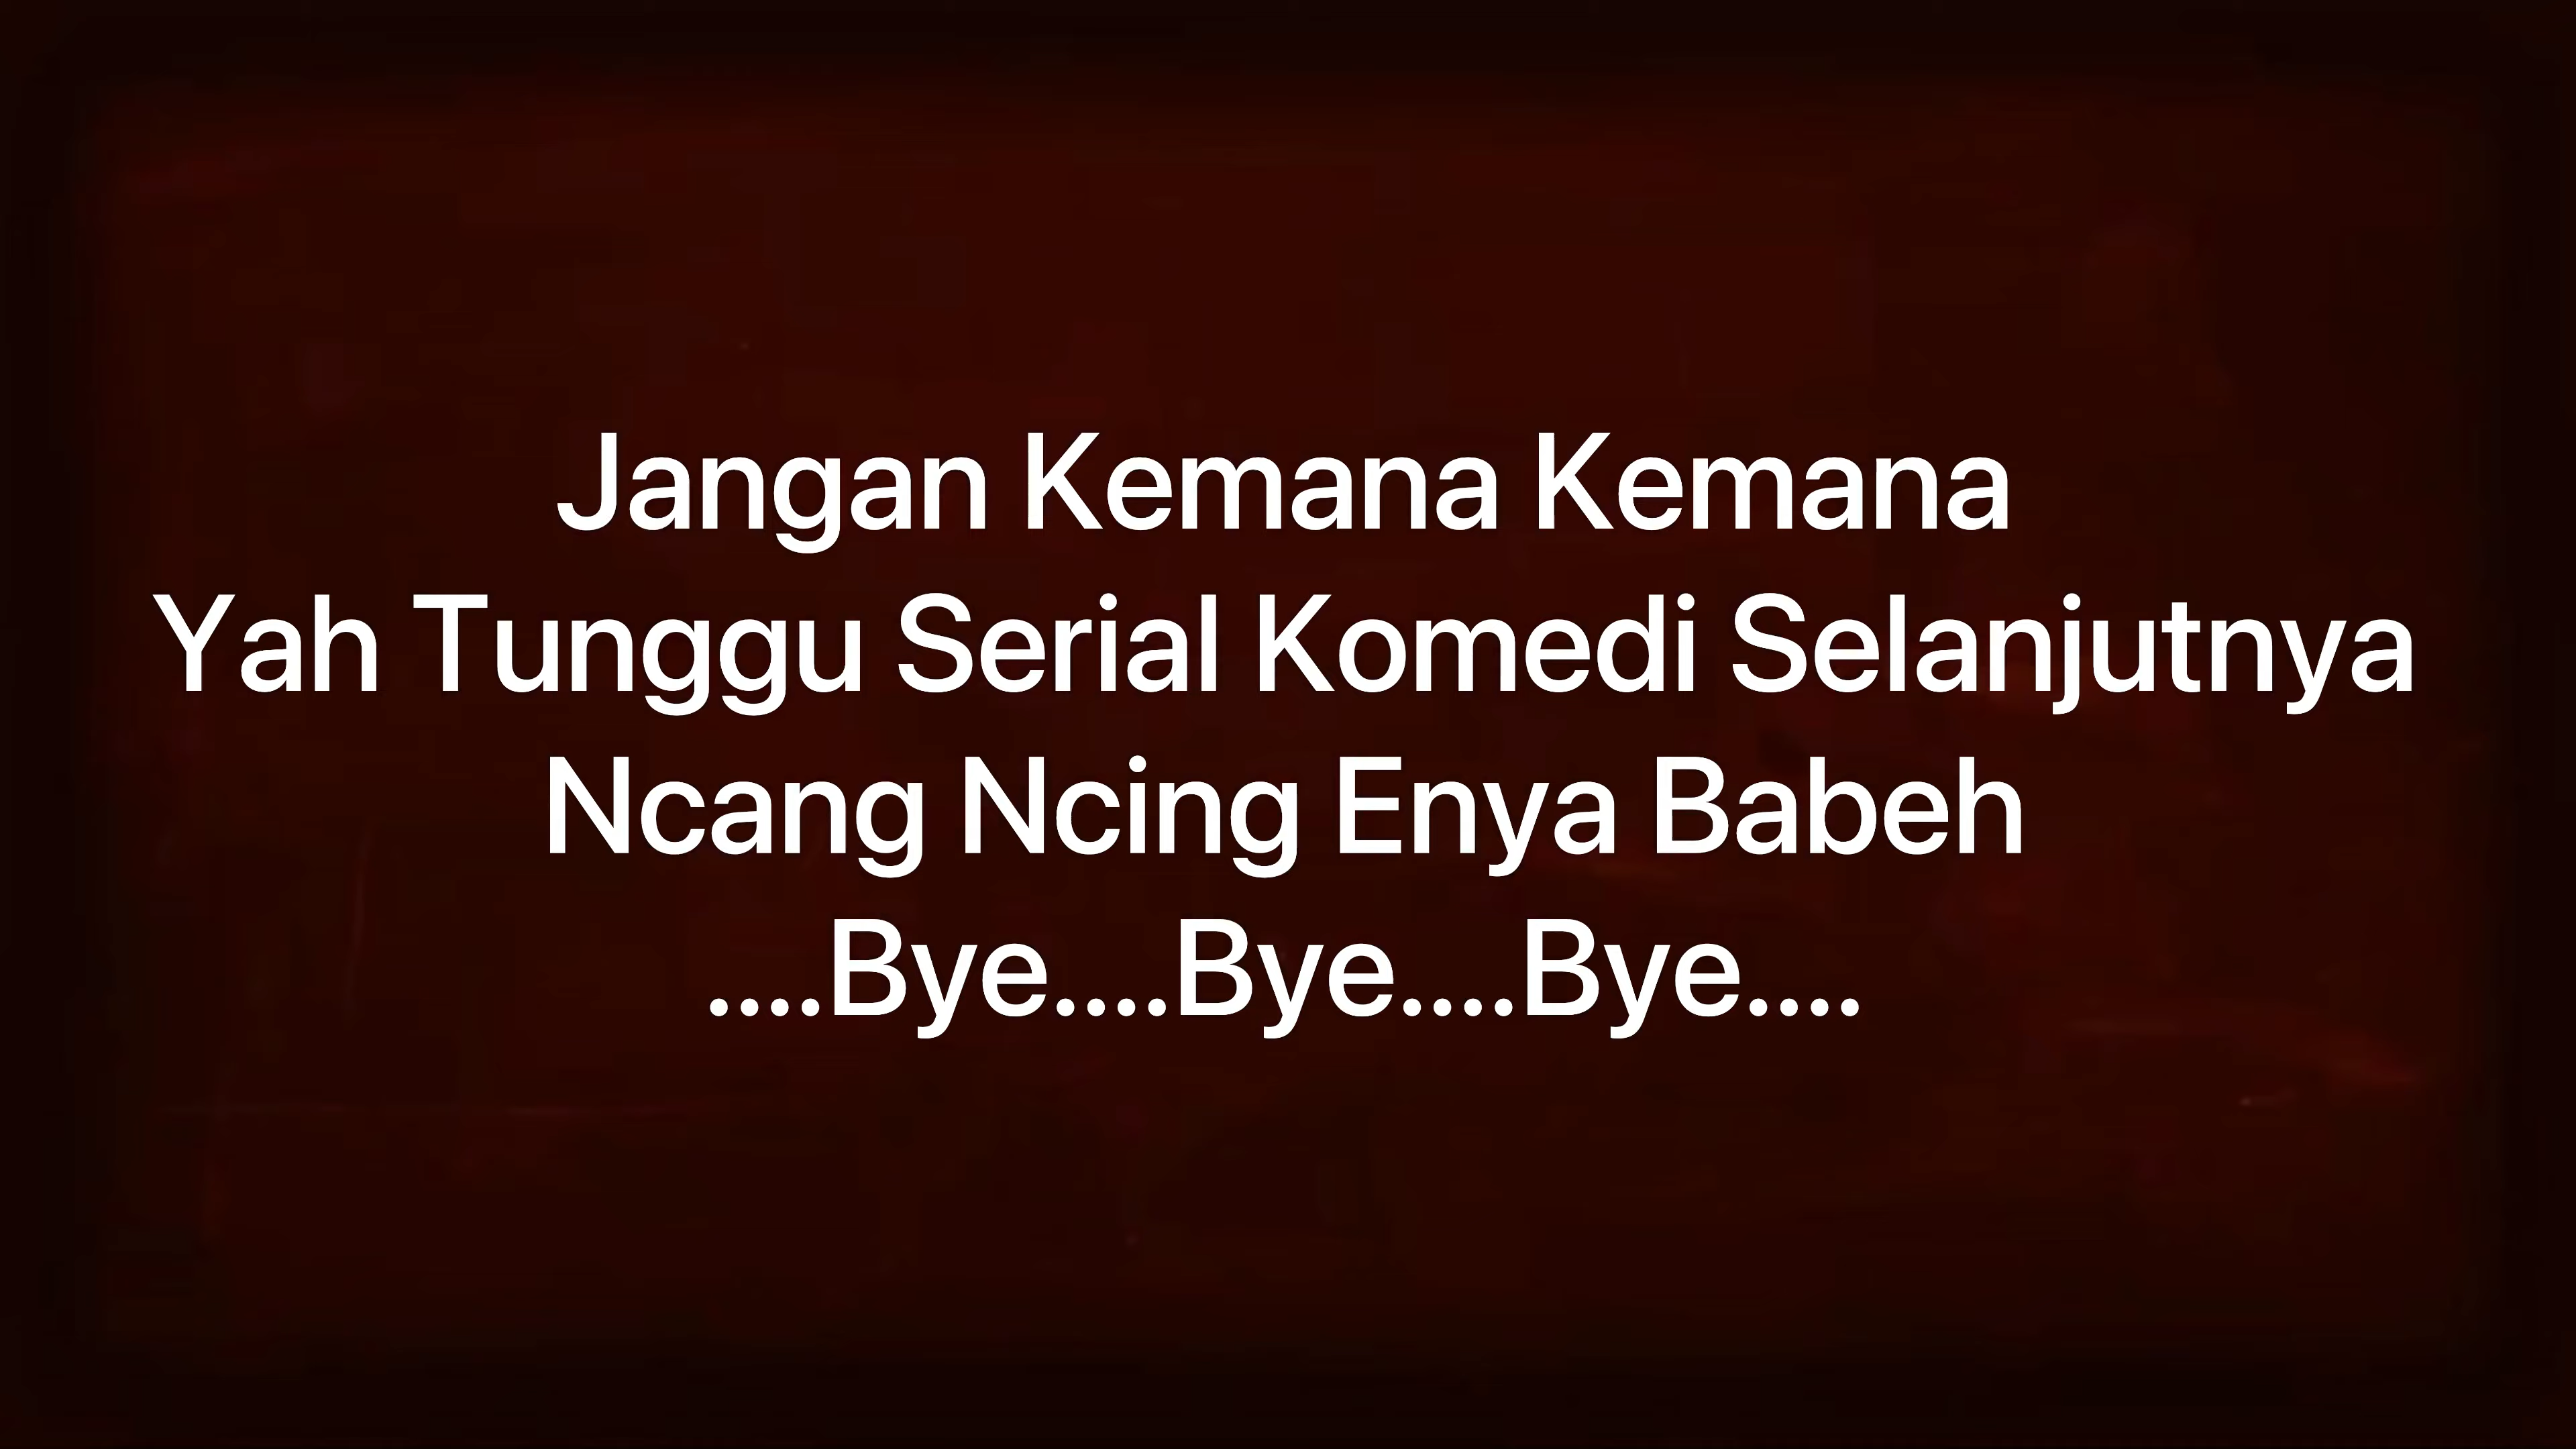 Jangan Kemana Kemana
Yah Tunggu Serial Komedi Selanjutnya
Ncang Ncing Enya Babeh
....Bye....Bye....Bye....